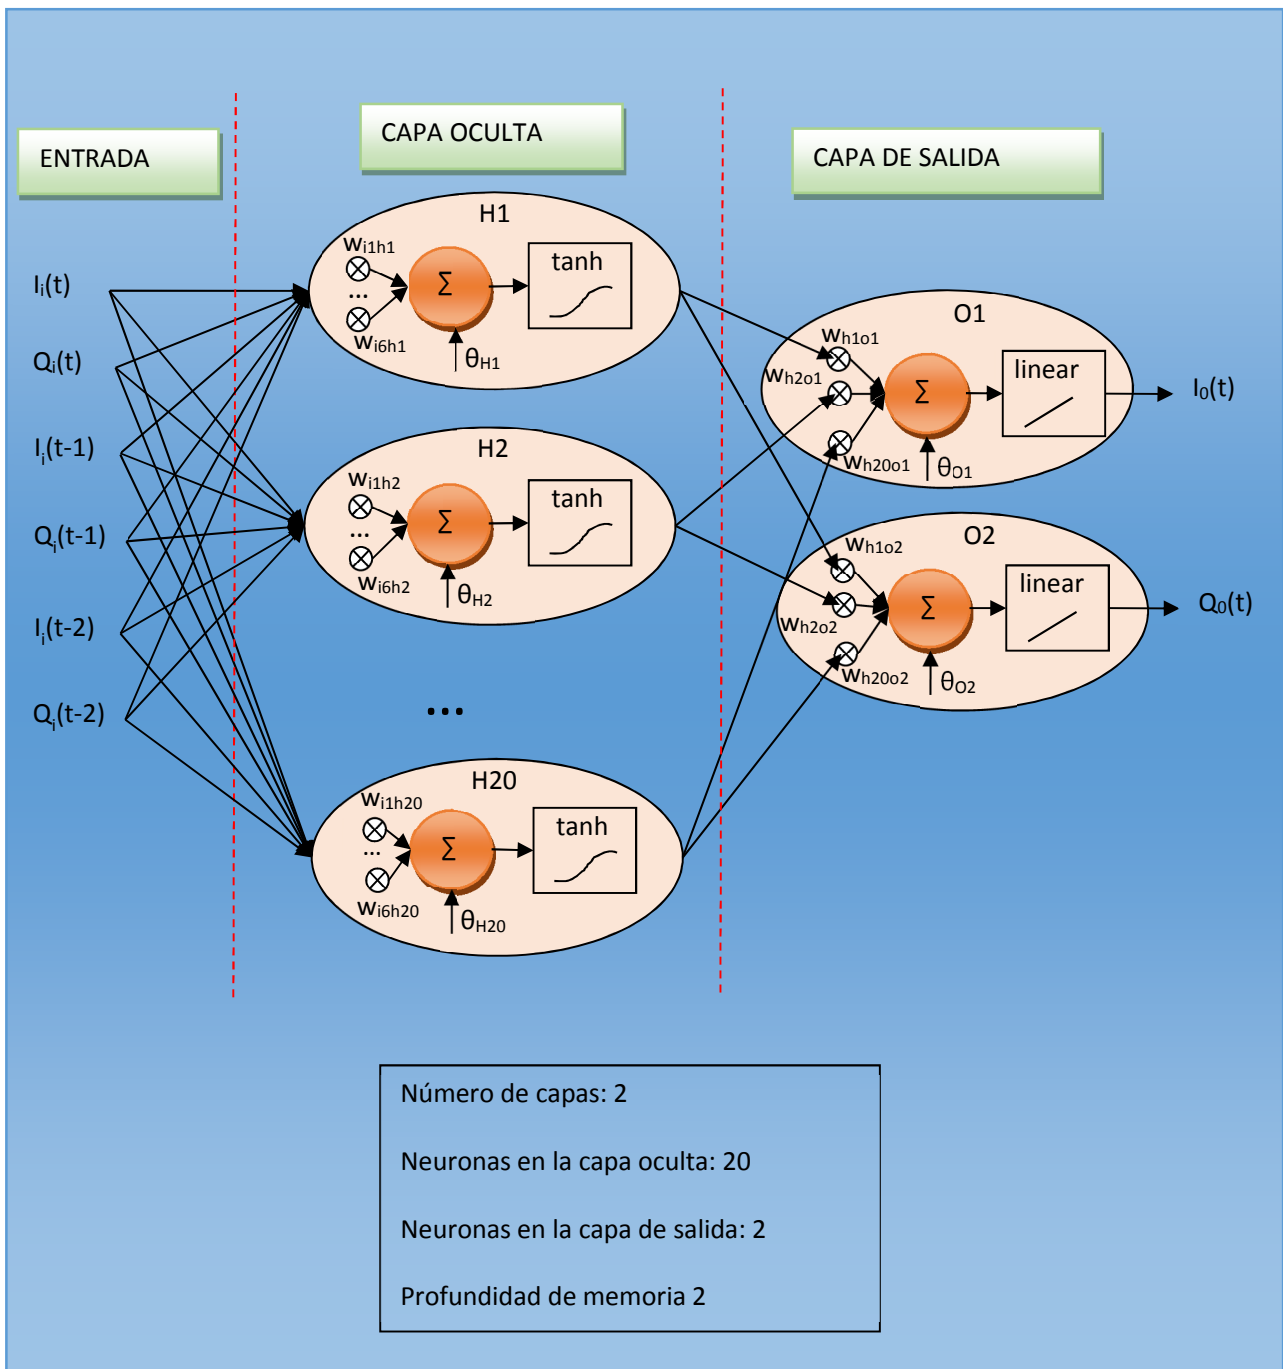 ENTRADA
CAPA OCULTA
CAPA DE SALIDA
Iᵢ(t)
Qᵢ(t)
Iᵢ(t-1)
Qᵢ(t-1)
Iᵢ(t-2)
Qᵢ(t-2)
H1
wi1h1
...
wi6h1
Σ
θH1
tanh
H2
wi1h2
...
wi6h2
Σ
θH2
tanh
...
H20
wi1h20
...
wi6h20
Σ
θH20
tanh
O1
wh1o1
wh2o1
wh20o1
Σ
θO1
linear
I₀(t)
O2
wh1o2
wh2o2
wh20o2
Σ
θO2
linear
Q₀(t)
Número de capas: 2
Neuronas en la capa oculta: 20
Neuronas en la capa de salida: 2
Profundidad de memoria 2